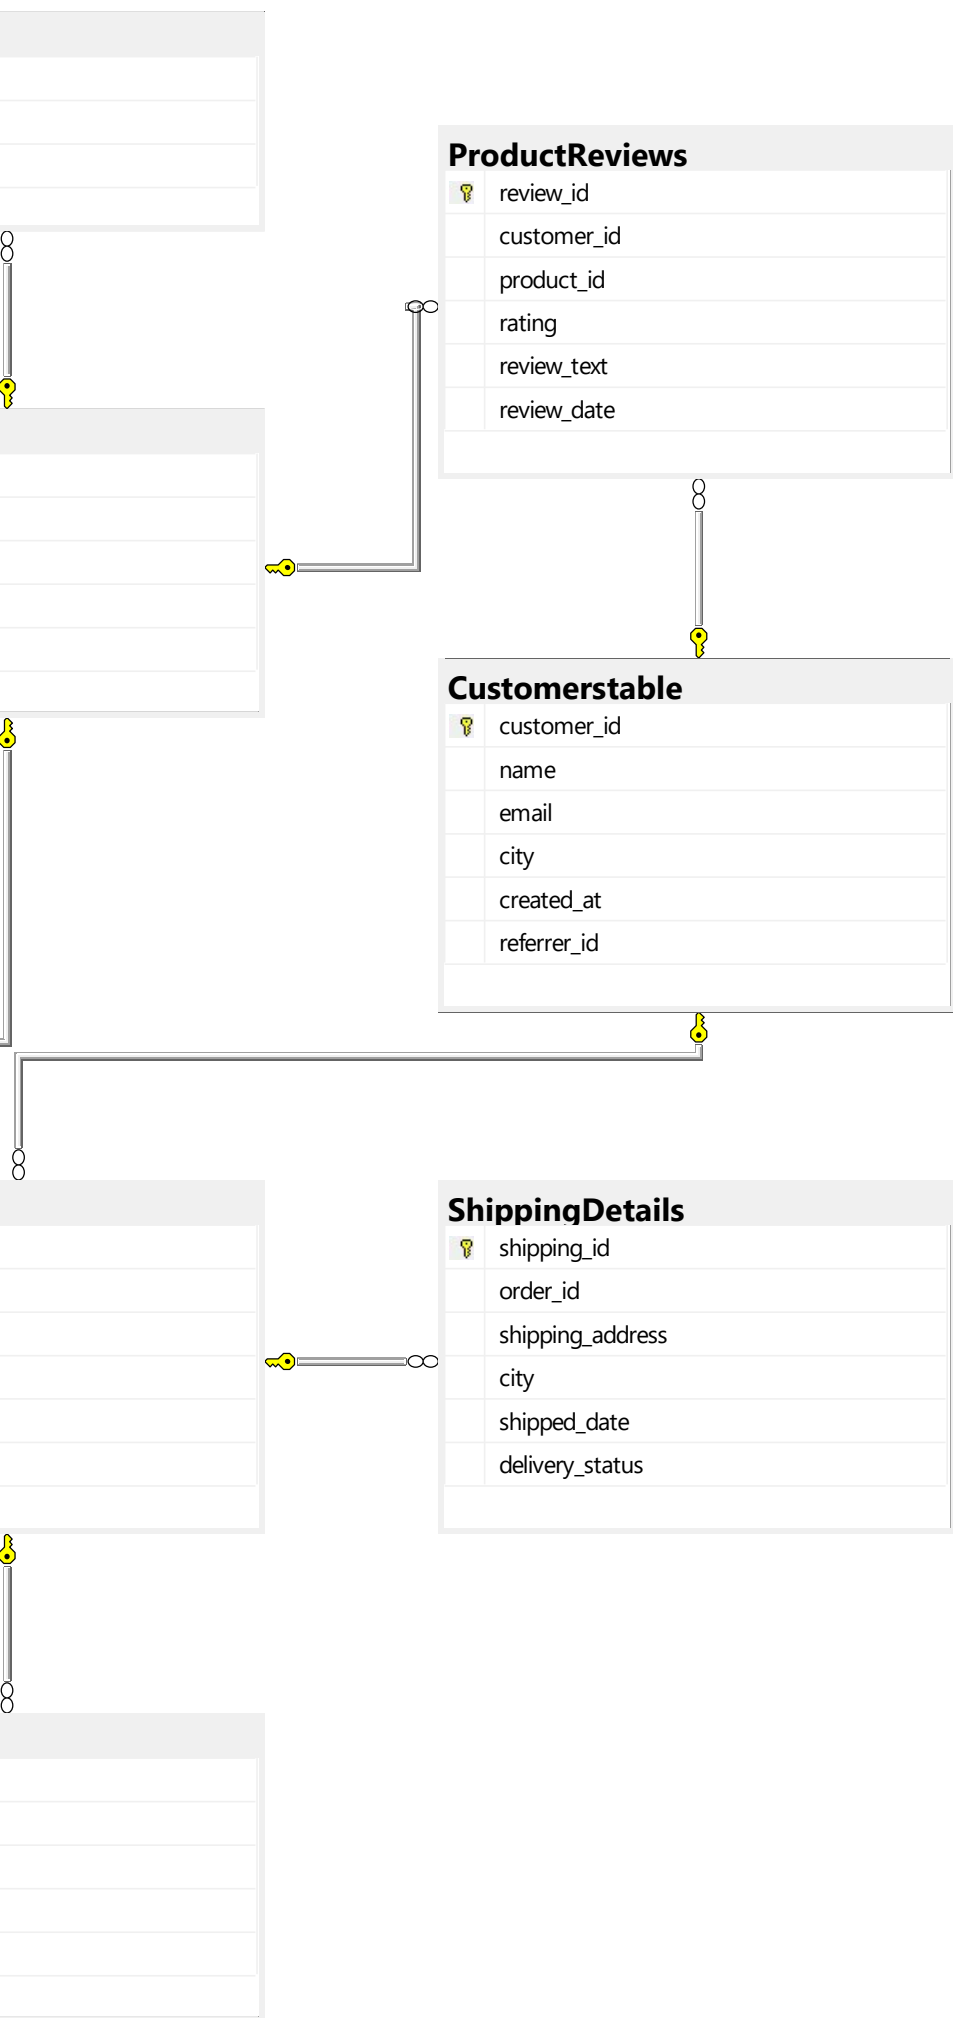 ProductReviews
review_id
customer_id
product_id
rating
review_text
review_date
Customerstable
customer_id
name
email
city
created_at
referrer_id
ShippingDetails
shipping_id
order_id
shipping_address
city
shipped_date
delivery_status